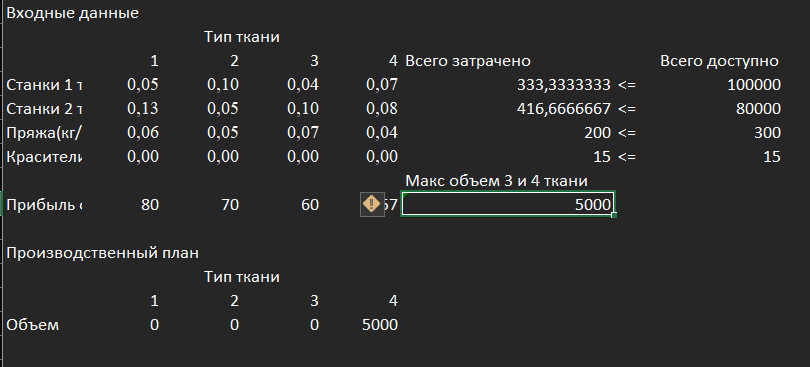 Входные данные
Тип ткани
1 2 3 4 Всего затрачено Всего доступно
Станки 1 т 0,05 0,10 0,04 0,07 333,3333333 <= 100000
Станки 2 т 0,13 0,05 0,10 0,08 416,6666667 <= 80000
Пряжа(кг/ 0,06 0,05 0,07 0,04 200 <= 300
Красители 0,00 0,00 0,00 0,00 15 <= 15
Макс объем 3 и 4 ткани
Прибыль с 80 70 60 57 5000
Производственный план
Тип ткани
1 2 3 4
Объем 0 0 0 5000